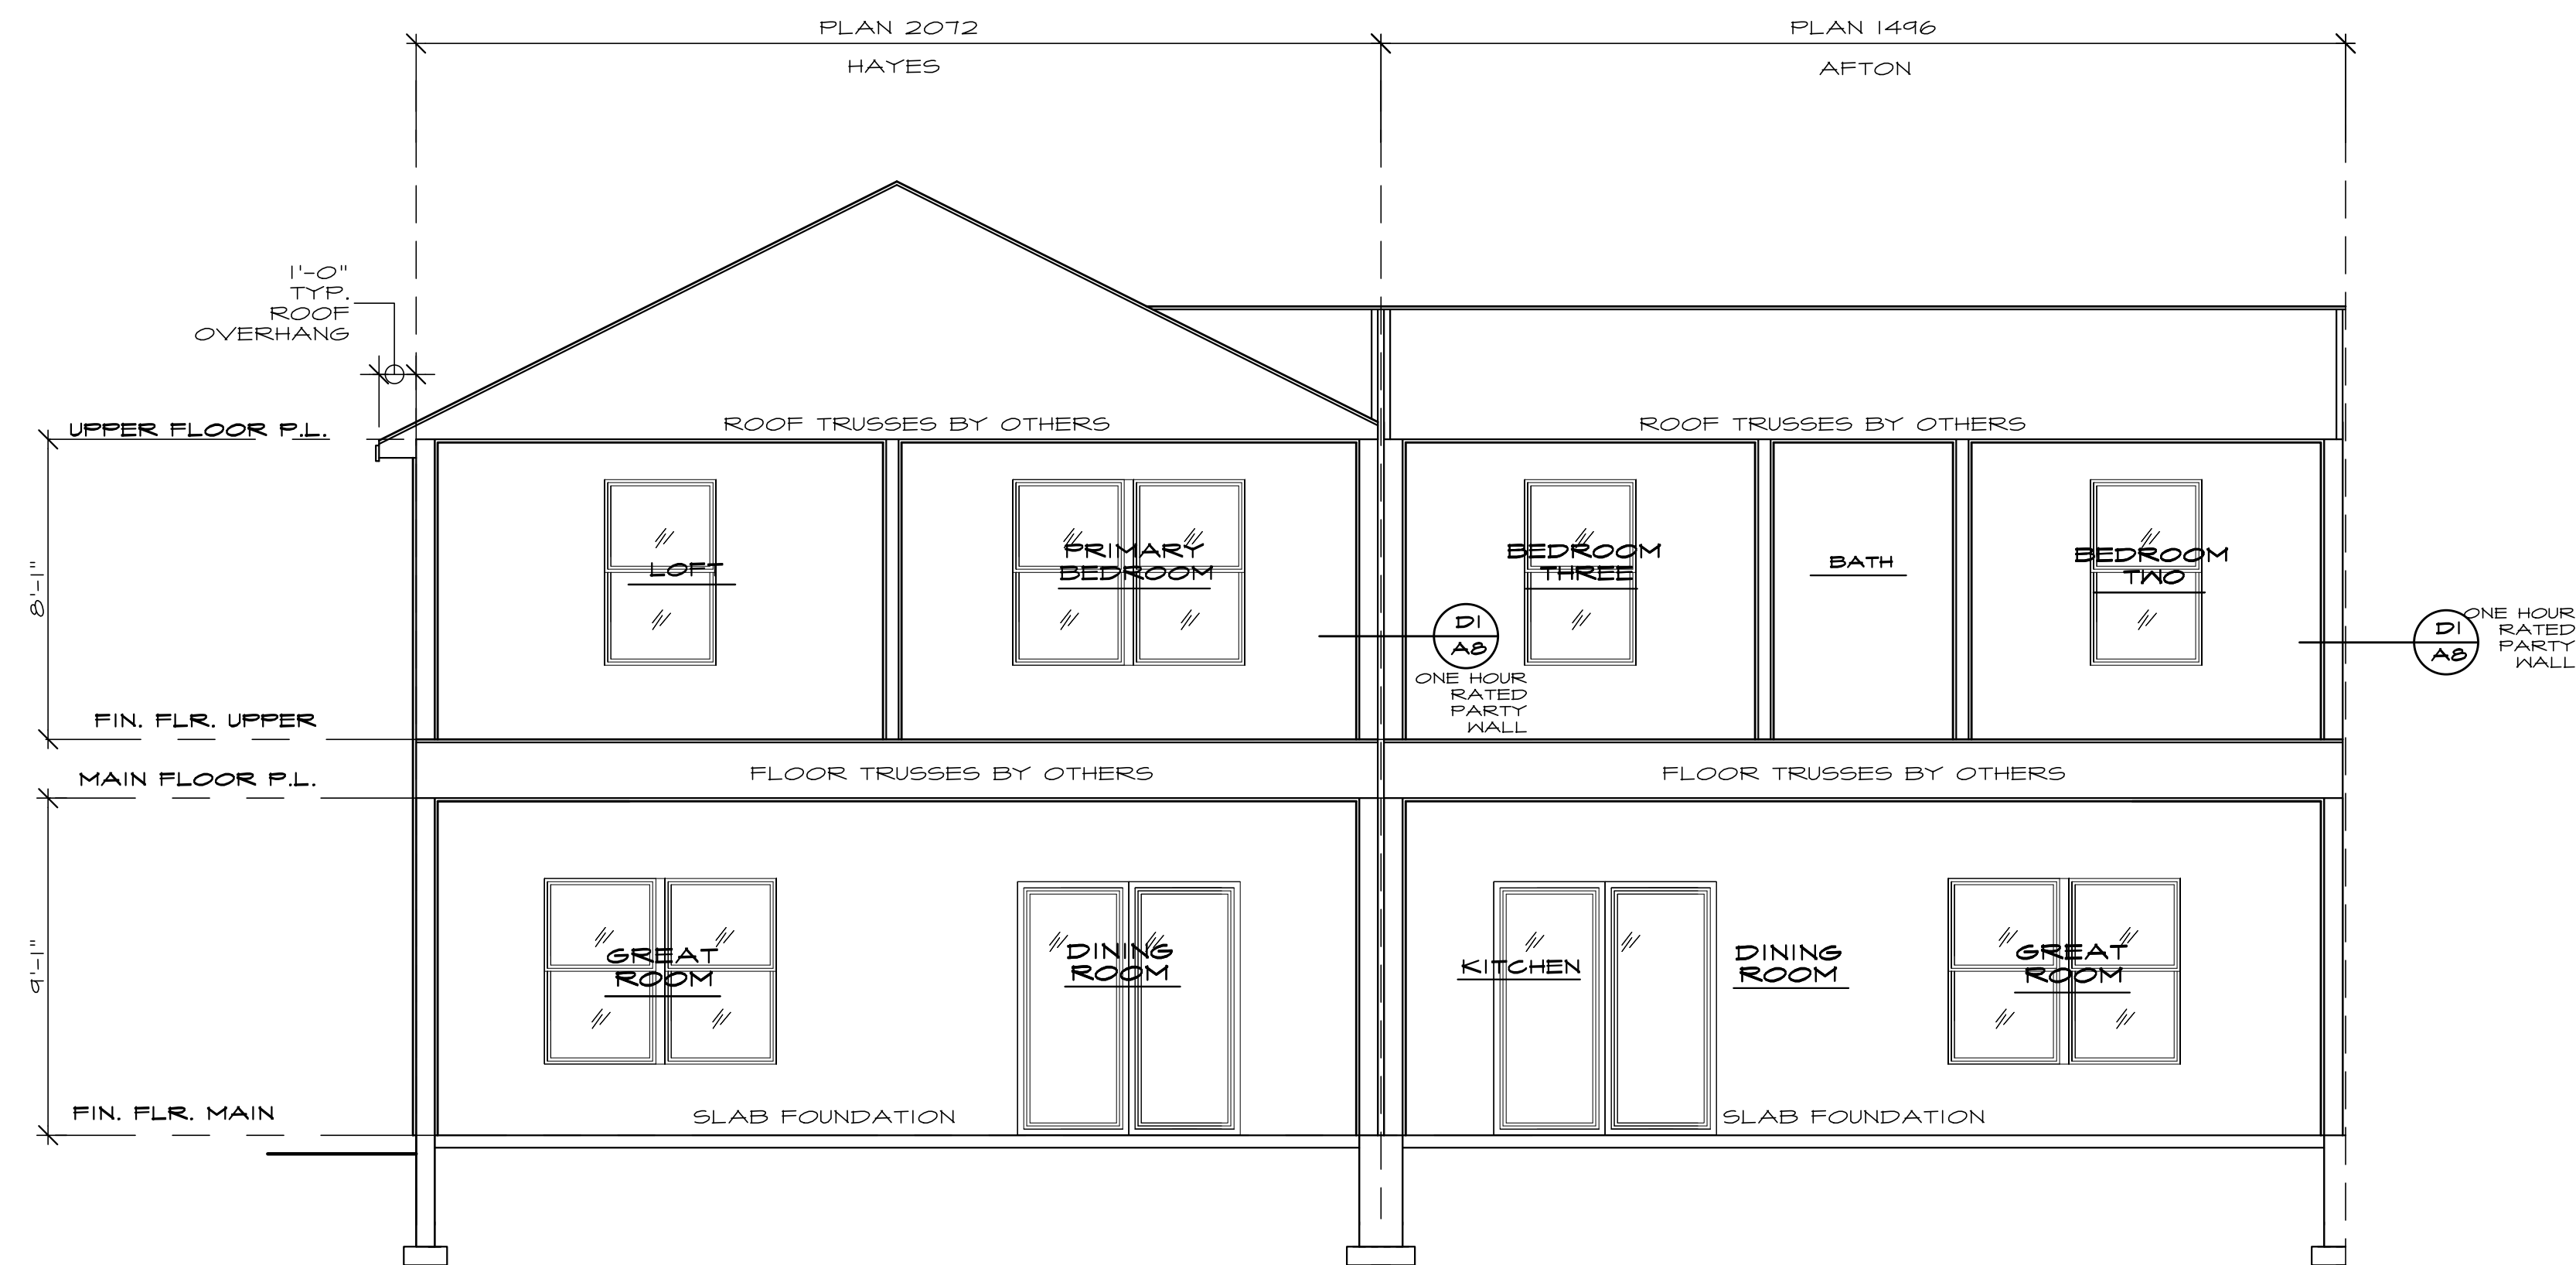 PLAN 2072
HAYES
PLAN 1496
AFTON
1'-0"
TYP.
ROOF
OVERHANG
UPPER FLOOR P.L.
ROOF TRUSSES BY OTHERS
ROOF TRUSSES BY OTHERS
8'-1"
LOFT
PRIMARY
BEDROOM
BEDROOM
THREE
BATH
BEDROOM
TWO
D1
A8
ONE HOUR
RATED
PARTY
WALL
D1
A8
ONE HOUR
RATED
PARTY
WALL
FIN. FLR. UPPER
MAIN FLOOR P.L.
FLOOR TRUSSES BY OTHERS
FLOOR TRUSSES BY OTHERS
9'-1"
GREAT
ROOM
DINING
ROOM
KITCHEN
DINING
ROOM
GREAT
ROOM
FIN. FLR. MAIN
SLAB FOUNDATION
SLAB FOUNDATION